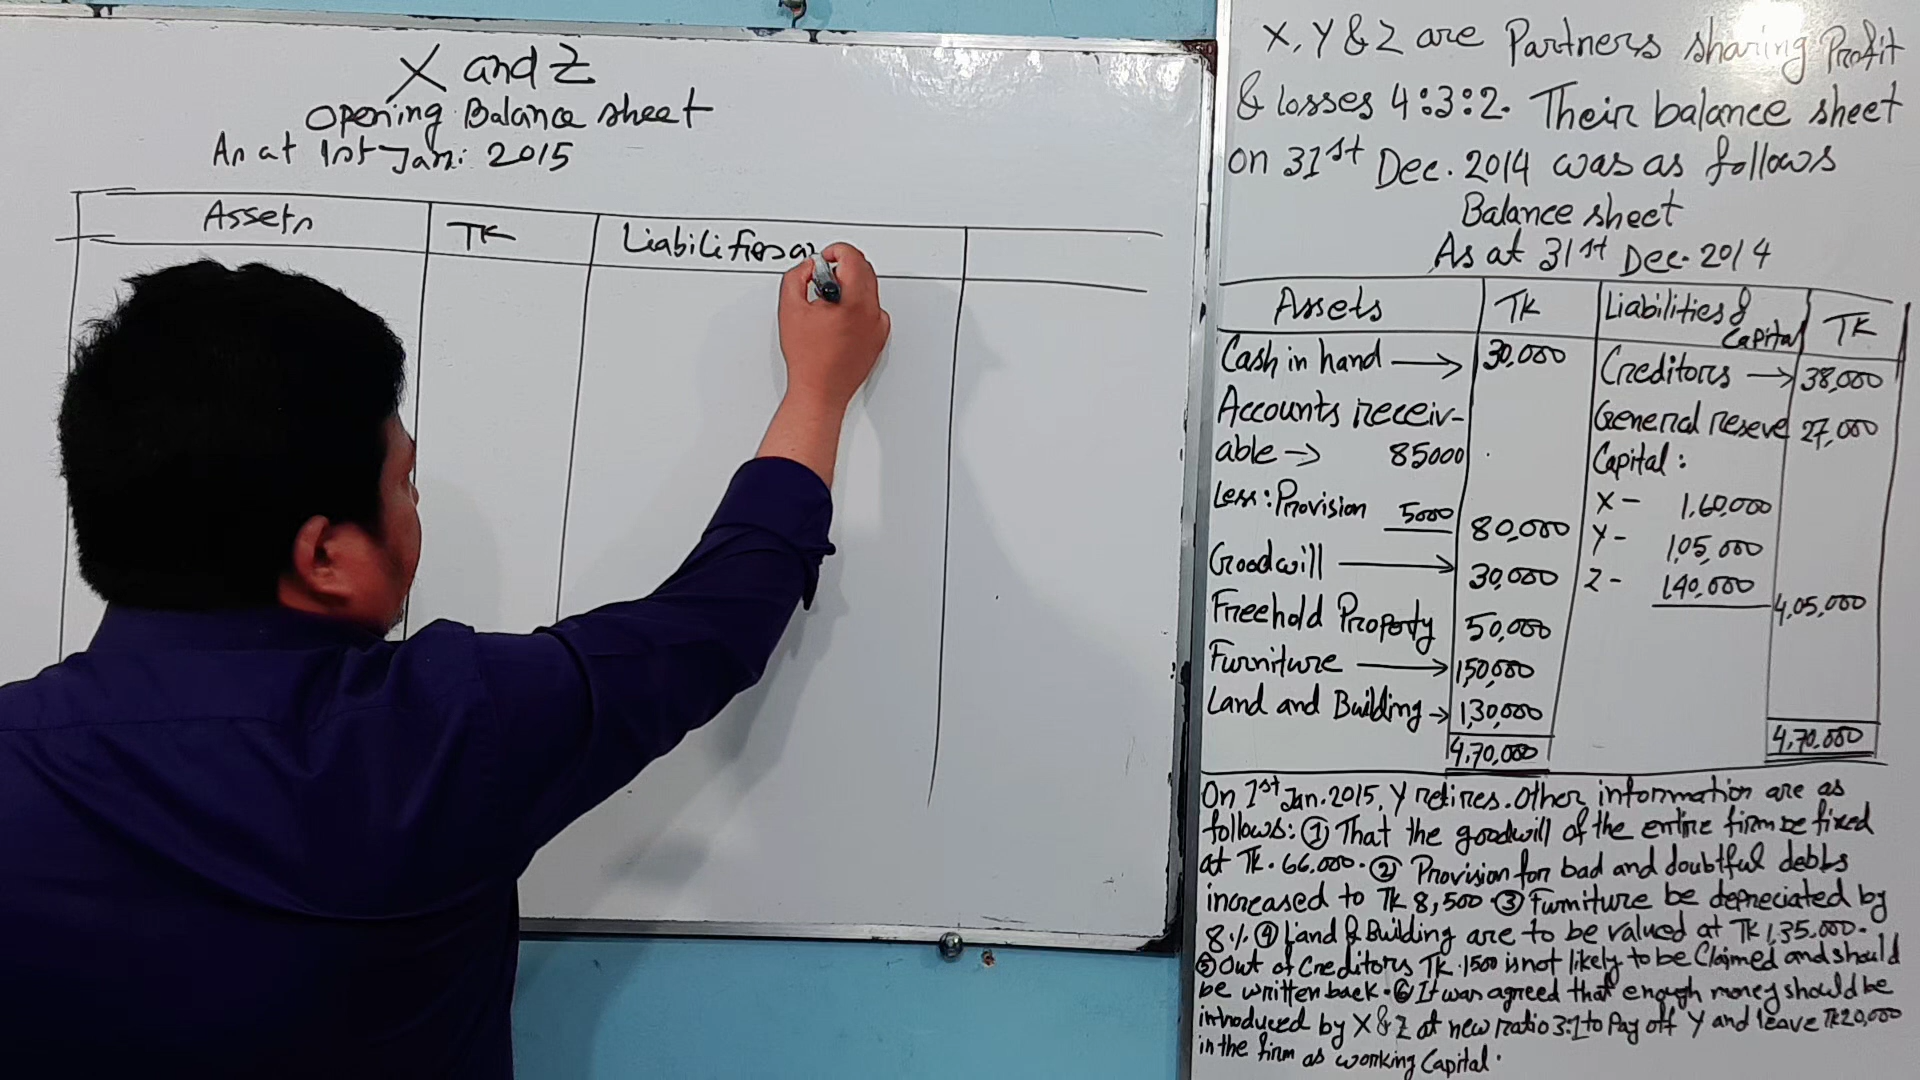 X and Z
Opening Balance sheet
As at 1st Jan: 2015
Assets TK Liabilities a
X, Y & Z are Partners sharing Profit
& losses 4:3:2. Their balance sheet
on 31st Dec. 2014 was as follows
Balance sheet
As at 31st Dec. 2014
Assets TK Liabilities & Capital TK
Cash in hand → 30,000 Creditors → 38,000
Accounts receiv- General reseve 27,000
able → 85000 Capital:
Less: Provision 5000 80,000 X - 1,60,000
Y - 1,05,000
Goodwill → 30,000 Z - 1,40,000 4,05,000
Freehold Property 50,000
Furniture → 1,50,000
Land and Building → 1,30,000
4,70,000 4,70,000
On 1st Jan. 2015, Y retires. Other information are as
follows: ① That the goodwill of the entire firm be fixed
at Tk. 66,000. ② Provision for bad and doubtful debts
increased to Tk 8,500 ③ Furniture be depreciated by
8%. ④ Land & Building are to be valued at Tk 1,35,000.
⑤ Out of Creditors Tk. 1500 is not likely to be Claimed and should
be written back. ⑥ It was agreed that enough money should be
introduced by X & Z at new ratio 3:1 to Pay off Y and leave Tk 20,000
in the firm as working Capital.